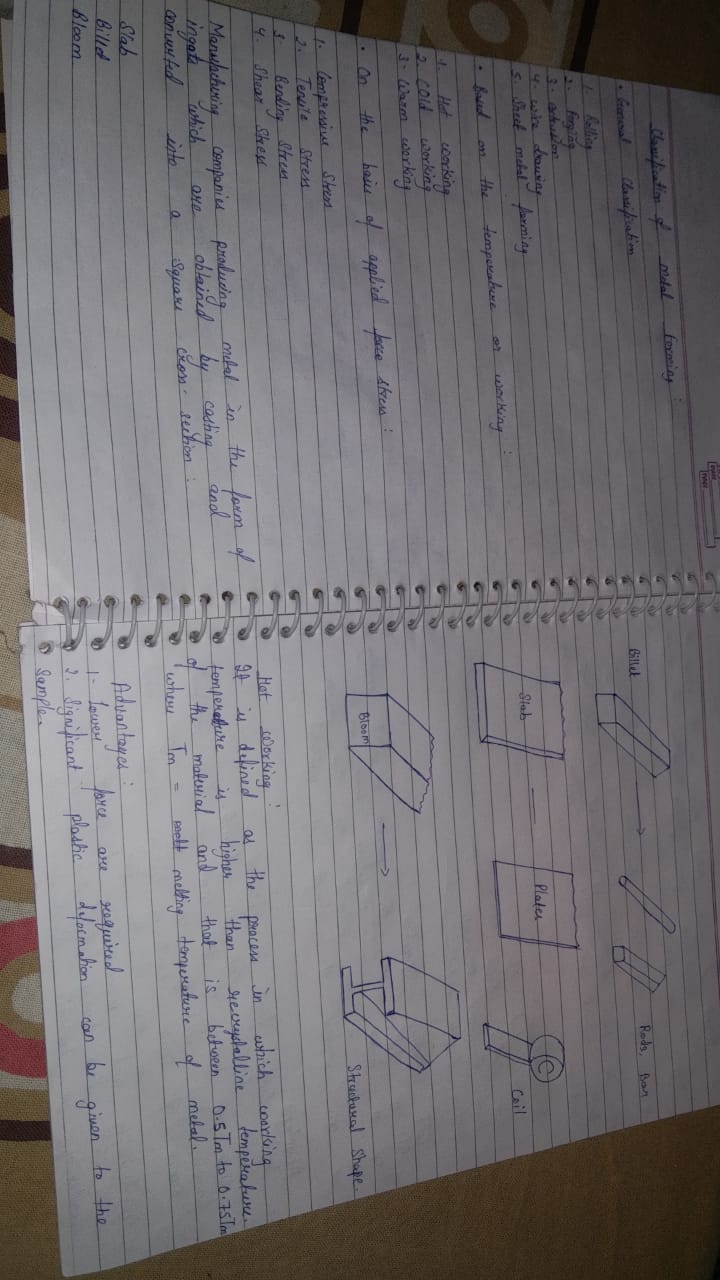 Classification of metal forming :
• General Classification
1. Rolling
2. Forging
3. extraction
4. wire drawing
5. Sheet metal forming
• Based on the temperature or working :
1. Hot working
2. Cold working
3. Warm working
• On the basis of applied force stress :
1. Compressive Stress
2. Tensile Stress
3. Bending Stress
4. Shear Stress
Manufacturing companies producing metal in the form of
ingots which are obtained by casting and
converted into a square cross-section :
Slab
Billet
Bloom
Billet
Rods, Bar
Slab
Plates
Coil
Bloom
Structural Shape.
Hot working :
It is defined as the process in which working
temperature is higher than recrystalline temperature.
of the material and that is between 0.5Tm to 0.75Tm
where Tm = melting temperature of metal.
Advantages :
1. lower force are required
2. Significant plastic deformation can be given to the
sample.